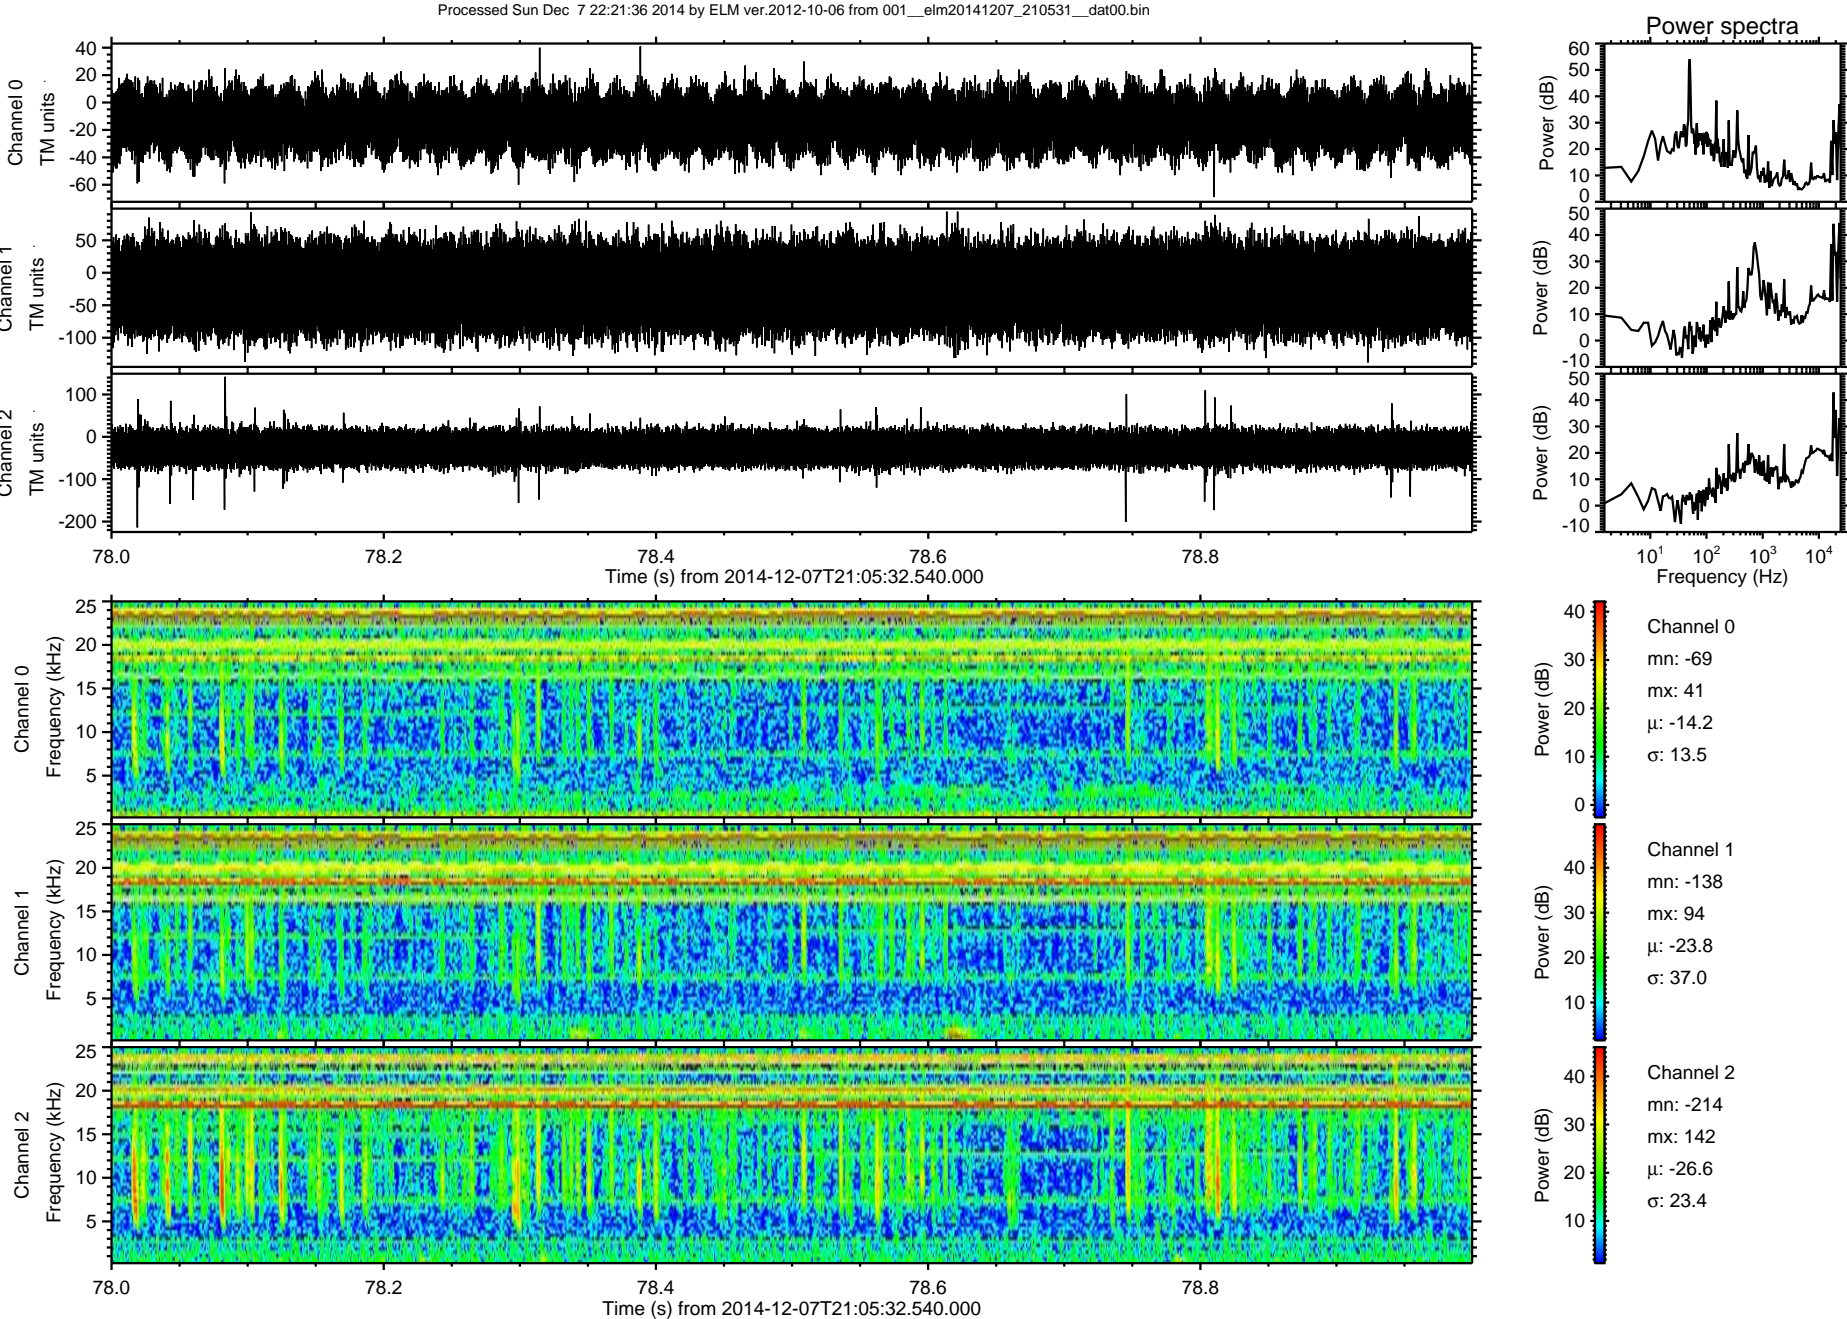 Processed Sun Dec 7 22:21:36 2014 by ELM ver.2012-10-06 from 001__elm20141207_210531__dat00.bin
Power spectra
Channel 0
TM units
40
20
0
-20
-40
-60
Power (dB)
60
50
40
30
20
10
0
Channel 1
TM units
50
0
-50
-100
Power (dB)
50
40
30
20
10
0
-10
Channel 2
TM units
100
0
-100
-200
Power (dB)
50
40
30
20
10
0
-10
78.0 78.2 78.4 78.6 78.8
Time (s) from 2014-12-07T21:05:32.540.000
10¹ 10² 10³ 10⁴
Frequency (Hz)
Channel 0
Frequency (kHz)
25
20
15
10
5
Power (dB)
40
30
20
10
0
Channel 0
mn: -69
mx: 41
μ: -14.2
σ: 13.5
Channel 1
Frequency (kHz)
25
20
15
10
5
Power (dB)
40
30
20
10
Channel 1
mn: -138
mx: 94
μ: -23.8
σ: 37.0
Channel 2
Frequency (kHz)
25
20
15
10
5
Power (dB)
40
30
20
10
Channel 2
mn: -214
mx: 142
μ: -26.6
σ: 23.4
78.0 78.2 78.4 78.6 78.8
Time (s) from 2014-12-07T21:05:32.540.000